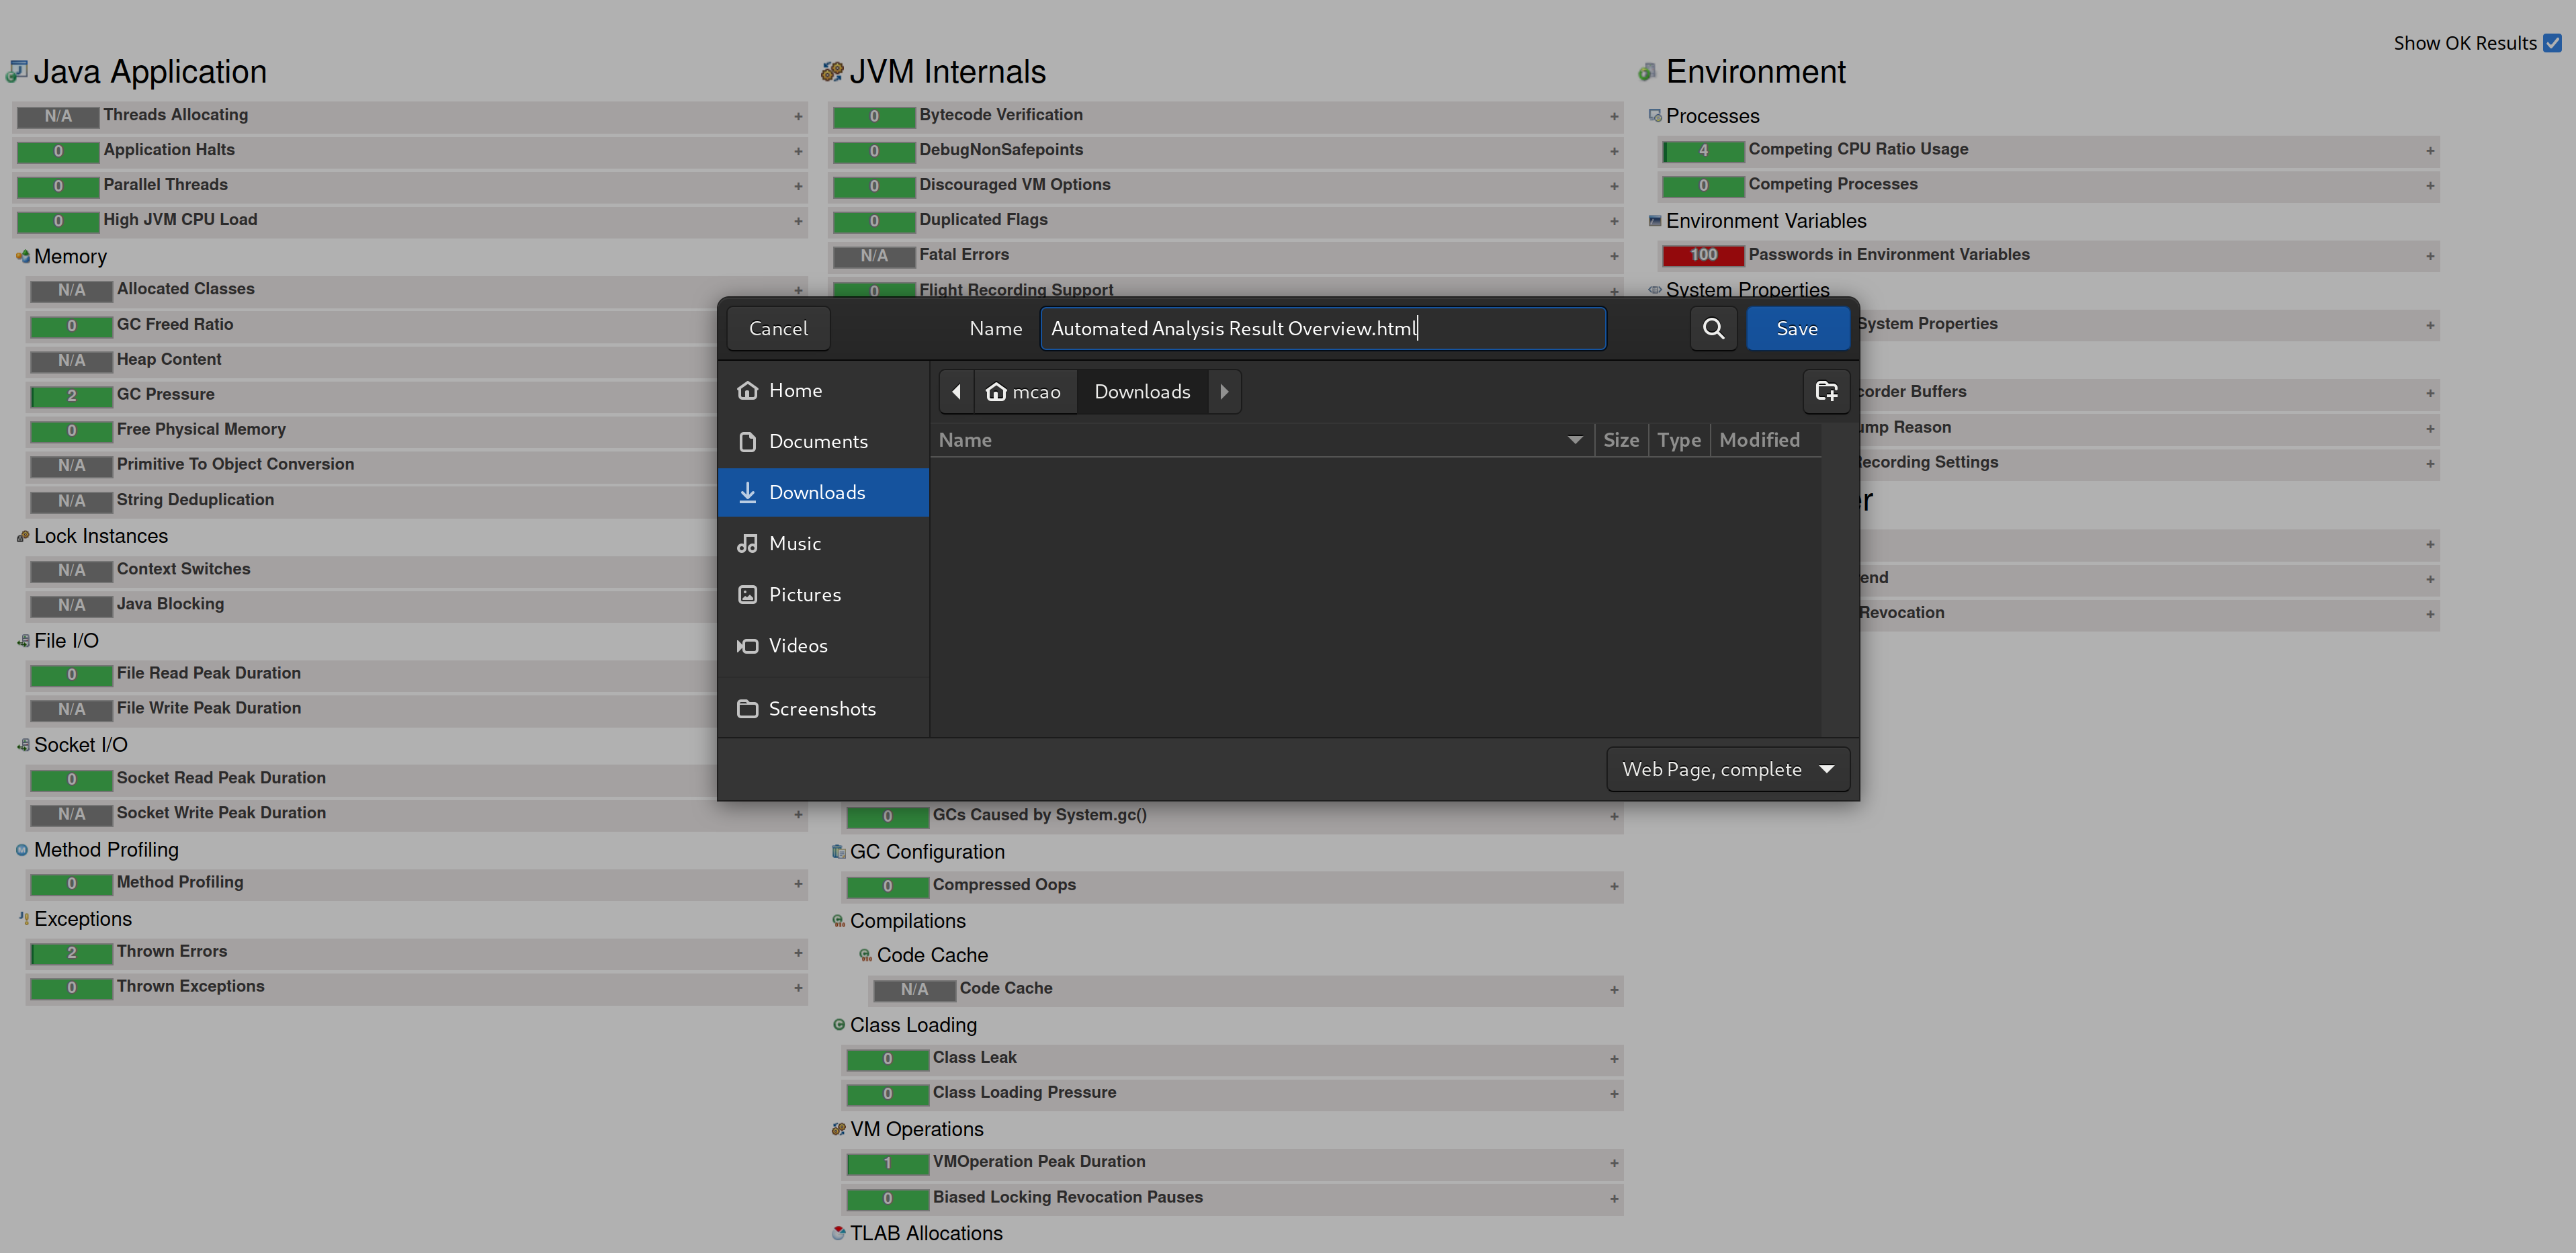 Show OK Results
Java Application
N/A Threads Allocating +
0 Application Halts +
0 Parallel Threads +
0 High JVM CPU Load +
Memory
N/A Allocated Classes +
0 GC Freed Ratio
N/A Heap Content
2 GC Pressure
0 Free Physical Memory
N/A Primitive To Object Conversion
N/A String Deduplication
Lock Instances
N/A Context Switches
N/A Java Blocking
File I/O
0 File Read Peak Duration
N/A File Write Peak Duration
Socket I/O
0 Socket Read Peak Duration
N/A Socket Write Peak Duration +
Method Profiling
0 Method Profiling +
Exceptions
2 Thrown Errors +
0 Thrown Exceptions +
JVM Internals
0 Bytecode Verification +
0 DebugNonSafepoints +
0 Discouraged VM Options +
0 Duplicated Flags +
N/A Fatal Errors +
0 Flight Recording Support +
Cancel
Name
Automated Analysis Result Overview.html
Save
Home
Documents
Downloads
Music
Pictures
Videos
Screenshots
mcao
Downloads
Name
Size
Type
Modified
Web Page, complete
0 GCs Caused by System.gc() +
GC Configuration
0 Compressed Oops +
Compilations
Code Cache
N/A Code Cache +
Class Loading
0 Class Leak +
0 Class Loading Pressure +
VM Operations
1 VMOperation Peak Duration +
0 Biased Locking Revocation Pauses +
TLAB Allocations
Environment
Processes
4 Competing CPU Ratio Usage +
0 Competing Processes +
Environment Variables
100 Passwords in Environment Variables +
System Properties
System Properties +
corder Buffers +
ump Reason +
Recording Settings +
er
+
end +
Revocation +